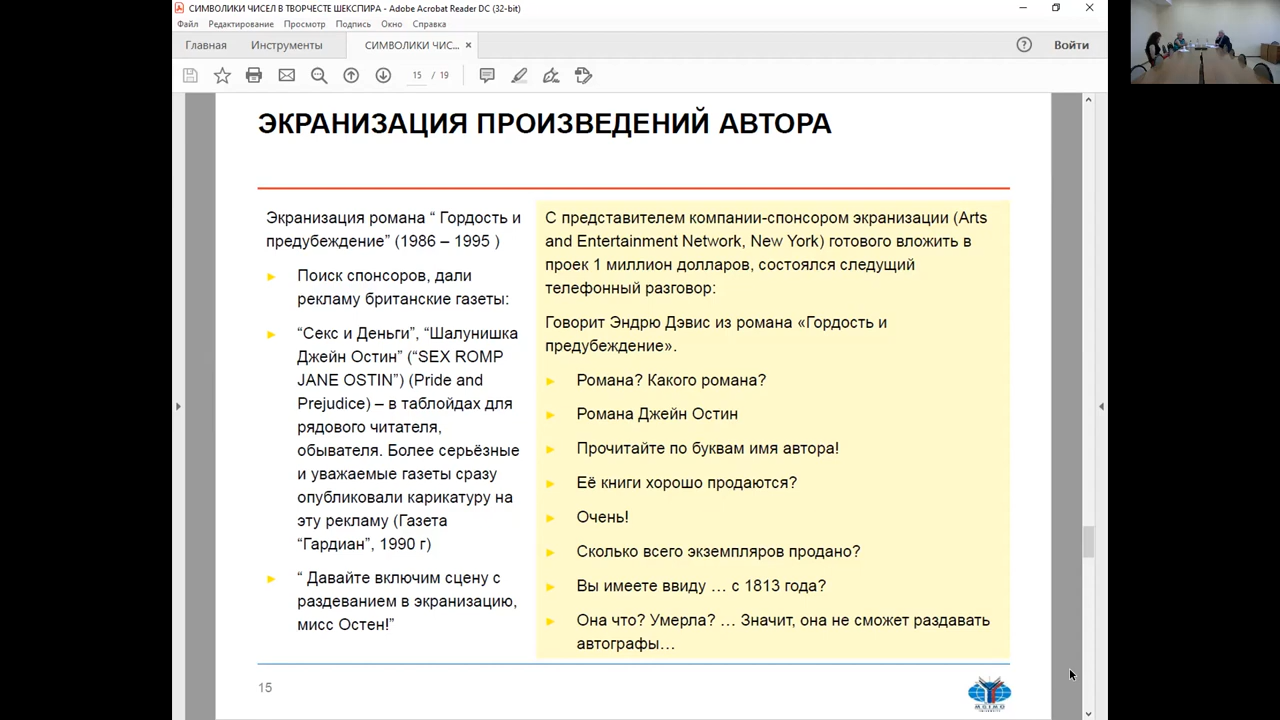 СИМВОЛИКИ ЧИСЕЛ В ТВОРЧЕСТВЕ ШЕКСПИРА - Adobe Acrobat Reader DC (32-bit)
Файл Редактирование Просмотр Подпись Окно Справка
Главная Инструменты СИМВОЛИКИ ЧИС... × Войти
15 / 19
ЭКРАНИЗАЦИЯ ПРОИЗВЕДЕНИЙ АВТОРА
Экранизация романа “ Гордость и
предубеждение” (1986 – 1995 )
Поиск спонсоров, дали
рекламу британские газеты:
“Секс и Деньги”, “Шалунишка
Джейн Остин” (“SEX ROMP
JANE OSTIN”) (Pride and
Prejudice) – в таблойдах для
рядового читателя,
обывателя. Более серьёзные
и уважаемые газеты сразу
опубликовали карикатуру на
эту рекламу (Газета
“Гардиан”, 1990 г)
“ Давайте включим сцену с
раздеванием в экранизацию,
мисс Остен!”
С представителем компании-спонсором экранизации (Arts
and Entertainment Network, New York) готового вложить в
проек 1 миллион долларов, состоялся следущий
телефонный разговор:
Говорит Эндрю Дэвис из романа «Гордость и
предубеждение».
Романа? Какого романа?
Романа Джейн Остин
Прочитайте по буквам имя автора!
Её книги хорошо продаются?
Очень!
Сколько всего экземпляров продано?
Вы имеете ввиду … с 1813 года?
Она что? Умерла? … Значит, она не сможет раздавать
автографы…
15
MGIMO
UNIVERSITY